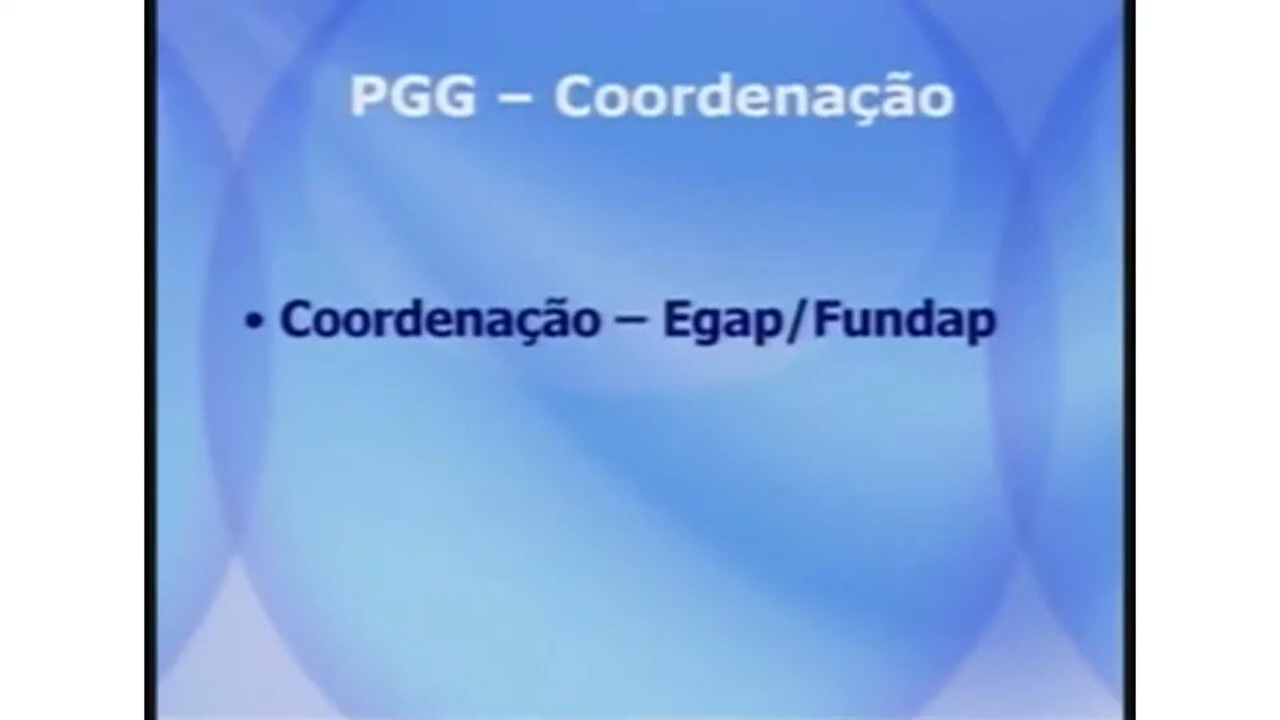 PGG – Coordenação
• Coordenação – Egap/Fundap